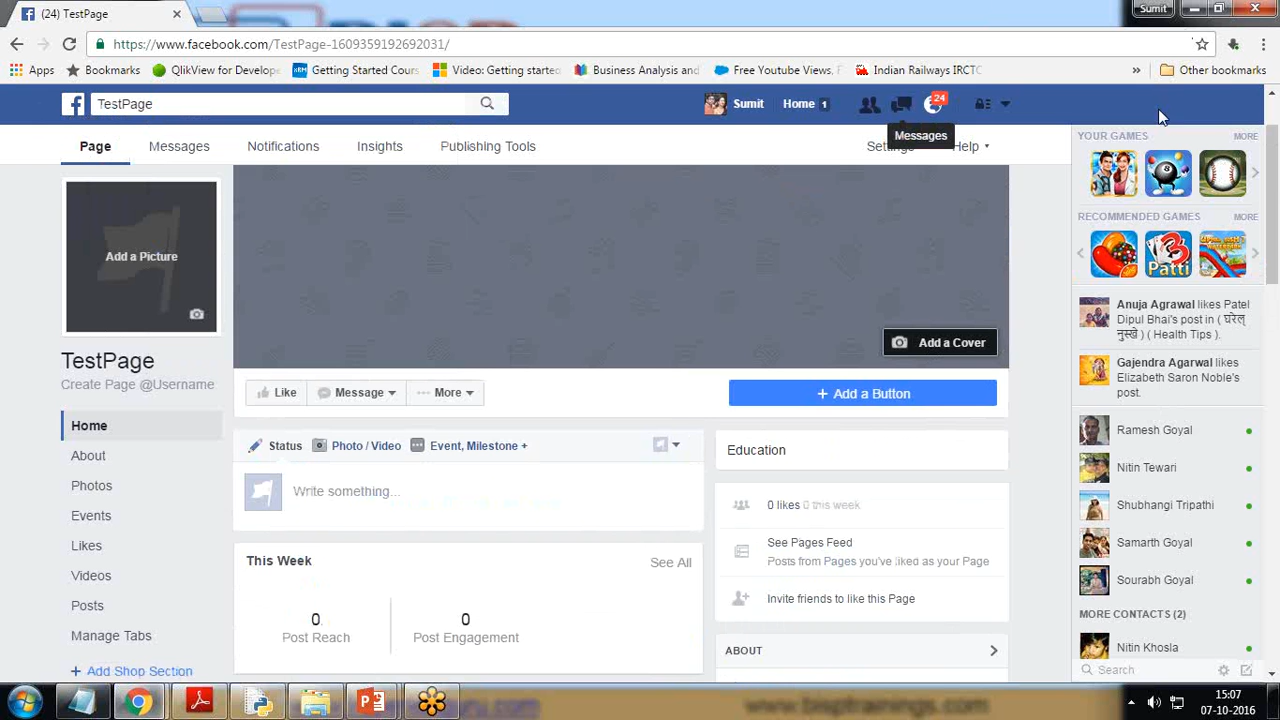 (24) TestPage
Sumit
https://www.facebook.com/TestPage-1609359192692031/
Apps
Bookmarks
QlikView for Develope
Getting Started Cours
Video: Getting starte
Business Analysis and
Free Youtube Views. F
Indian Railways IRCTC
»
Other bookmarks
TestPage
Sumit
Home 1
24
Messages
Page
Messages
Notifications
Insights
Publishing Tools
Settings
Help
YOUR GAMES
MORE
RECOMMENDED GAMES
MORE
8
3
Patti
Add a Picture
Add a Cover
TestPage
Create Page @Username
Like
Message
More
+ Add a Button
Home
About
Photos
Events
Likes
Videos
Posts
Manage Tabs
+ Add Shop Section
Status
Photo / Video
Event, Milestone +
Write something...
This Week
See All
0
Post Reach
0
Post Engagement
Education
0 likes 0 this week
See Pages Feed
Posts from Pages you've liked as your Page
Invite friends to like this Page
ABOUT
Anuja Agrawal likes Patel
Dipul Bhai's post in ( घरेलू
नुस्खे ) ( Health Tips ).
Gajendra Agarwal likes
Elizabeth Saron Noble's
post.
Ramesh Goyal
Nitin Tewari
Shubhangi Tripathi
Samarth Goyal
Sourabh Goyal
MORE CONTACTS (2)
Nitin Khosla
Search
www.bisptrainings.com
15:07
07-10-2016